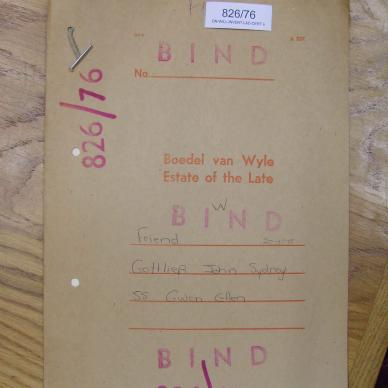 826/76
BIND
No.
826/76
Boedel van Wyle
Estate of the Late
W
BIND
Friend
Gottlieb John Sydney
SS Gwen Ellen
BIND